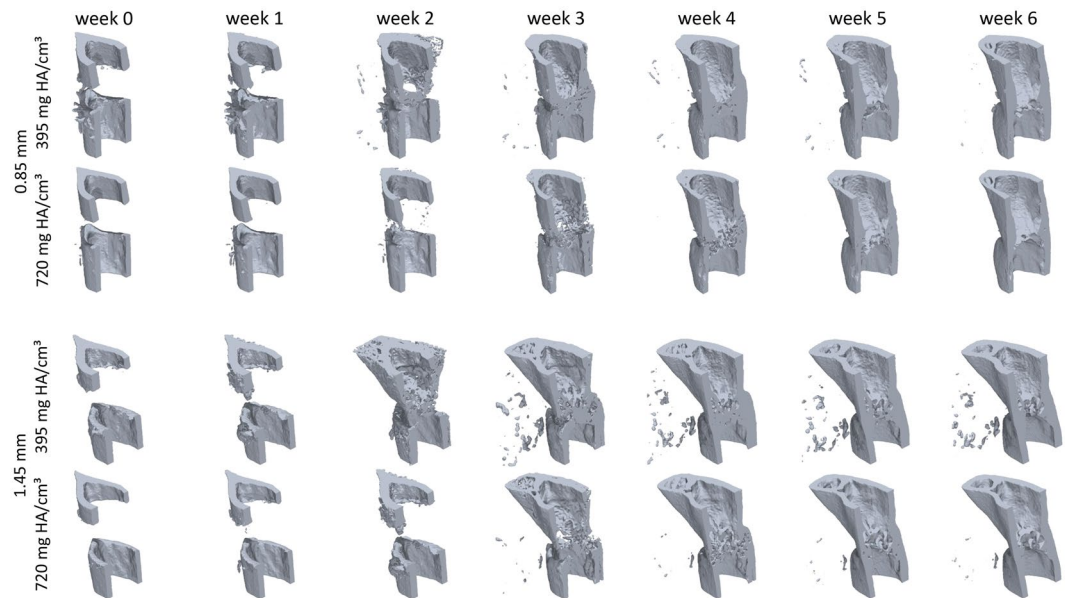 week 0
week 1
week 2
week 3
week 4
week 5
week 6
0.85 mm
395 mg HA/cm³
720 mg HA/cm³
1.45 mm
395 mg HA/cm³
720 mg HA/cm³